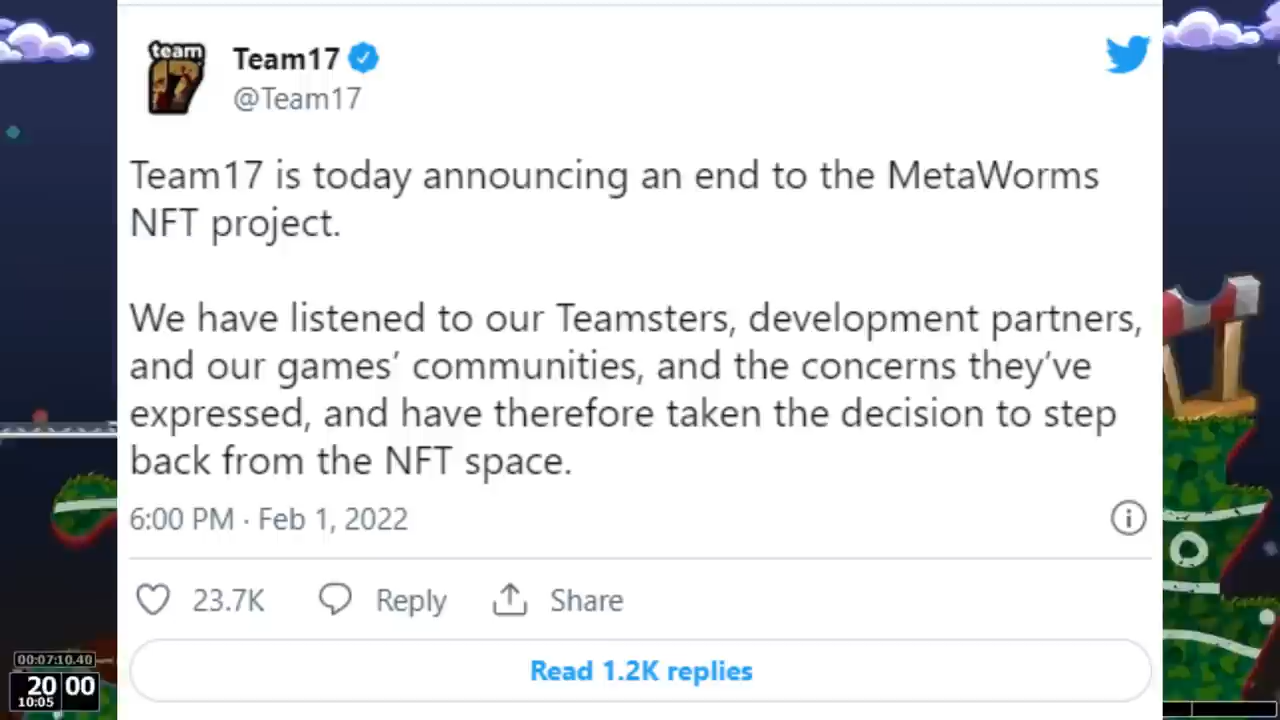 team
17
Team17
@Team17
Team17 is today announcing an end to the MetaWorms
NFT project.
We have listened to our Teamsters, development partners,
and our games’ communities, and the concerns they’ve
expressed, and have therefore taken the decision to step
back from the NFT space.
6:00 PM · Feb 1, 2022
23.7K Reply Share
Read 1.2K replies
00:07:10.40
20 00
10:05